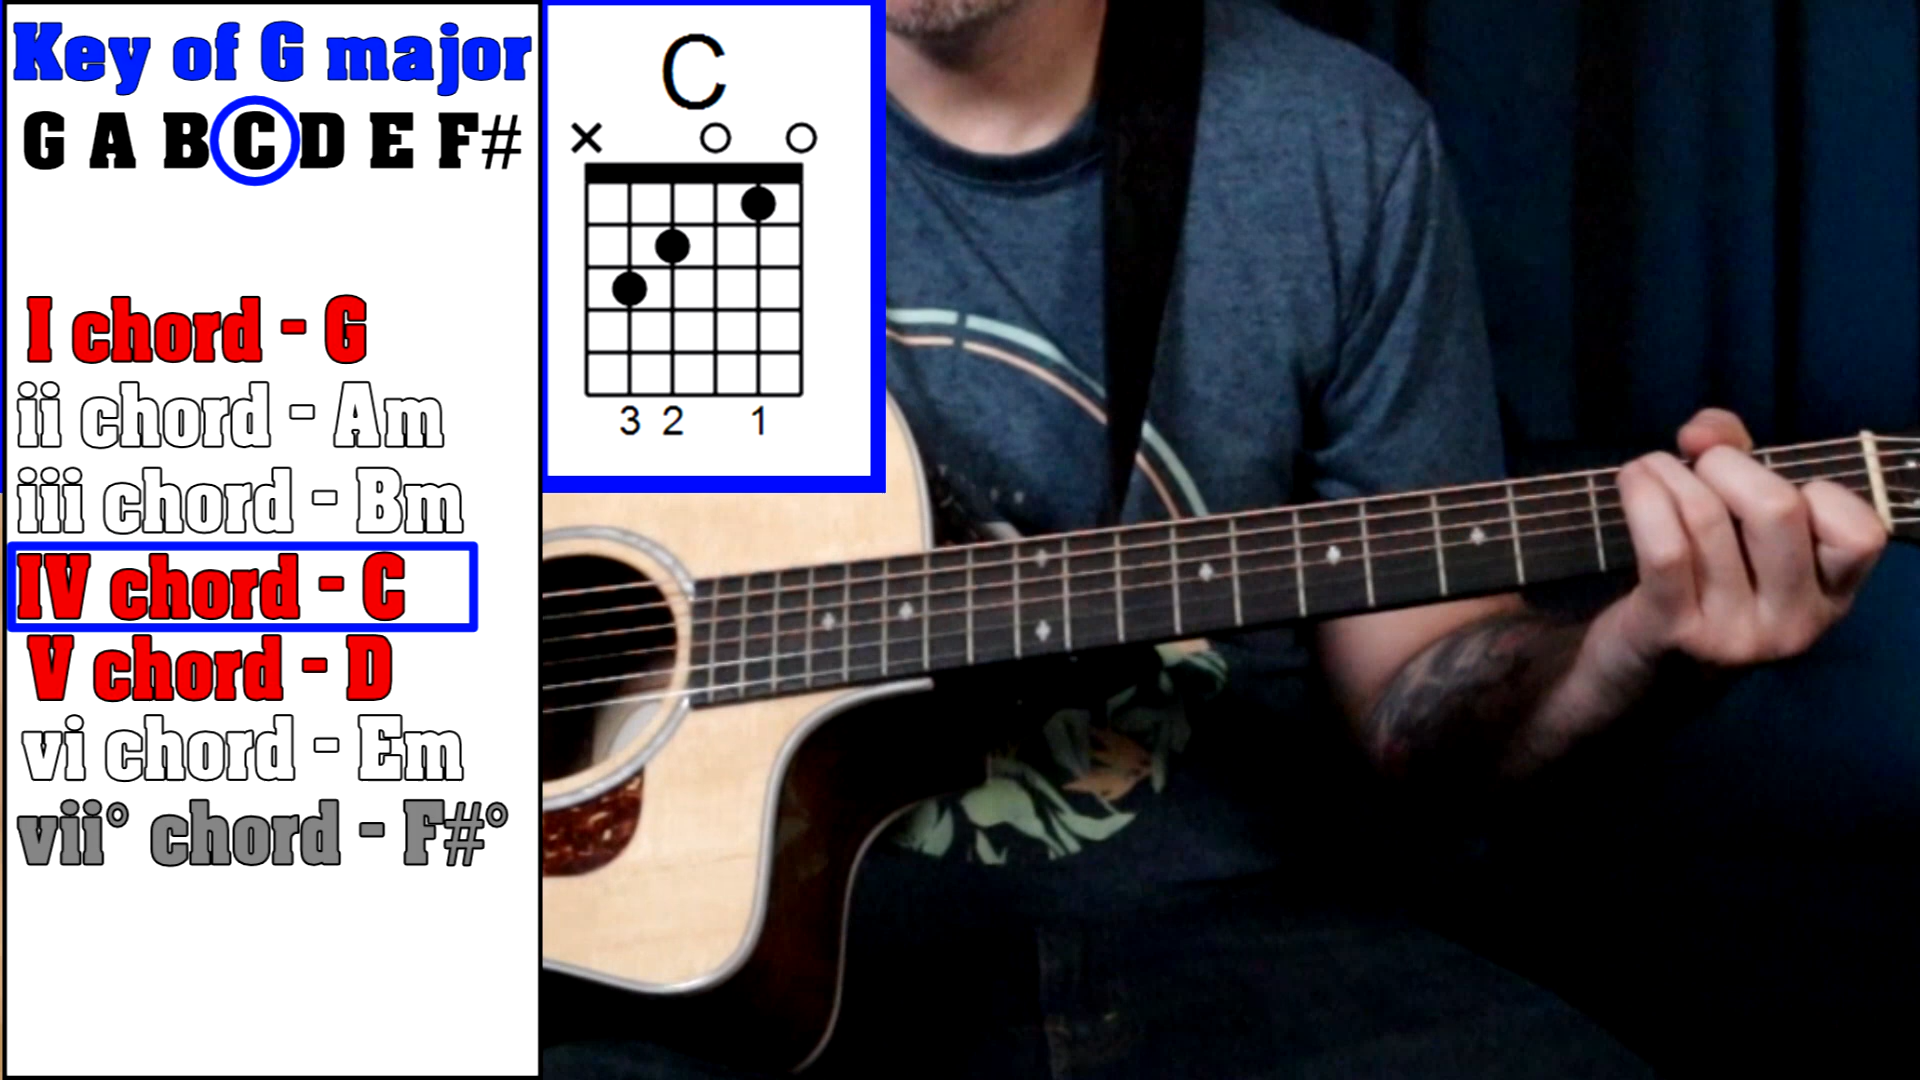 Key of G major
G A B C D E F#
I chord - G
ii chord - Am
iii chord - Bm
IV chord - C
V chord - D
vi chord - Em
vii° chord - F#°
C
3 2 1